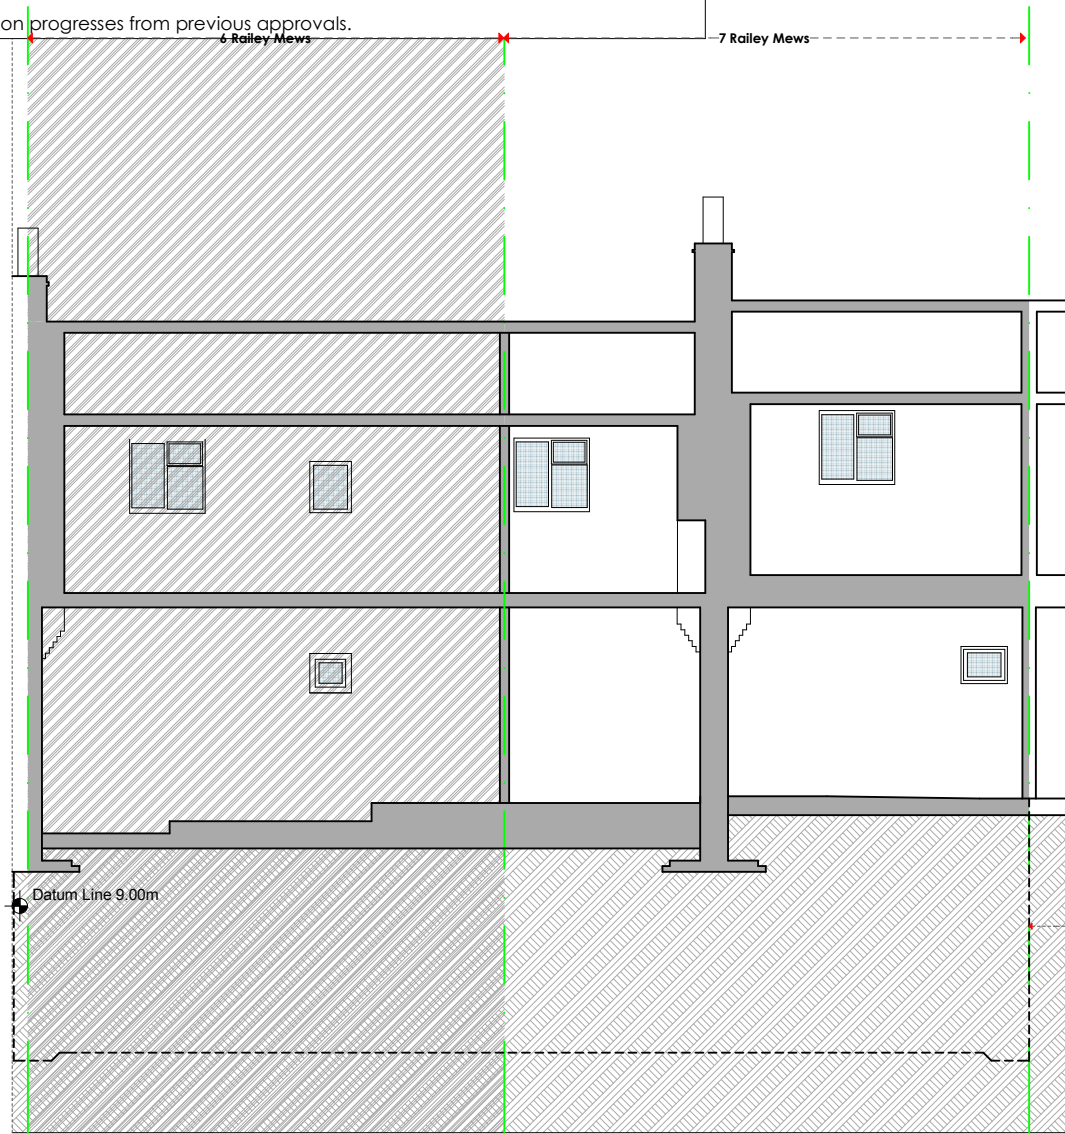 on progresses from previous approvals.
6 Railey Mews
7 Railey Mews
Datum Line 9.00m